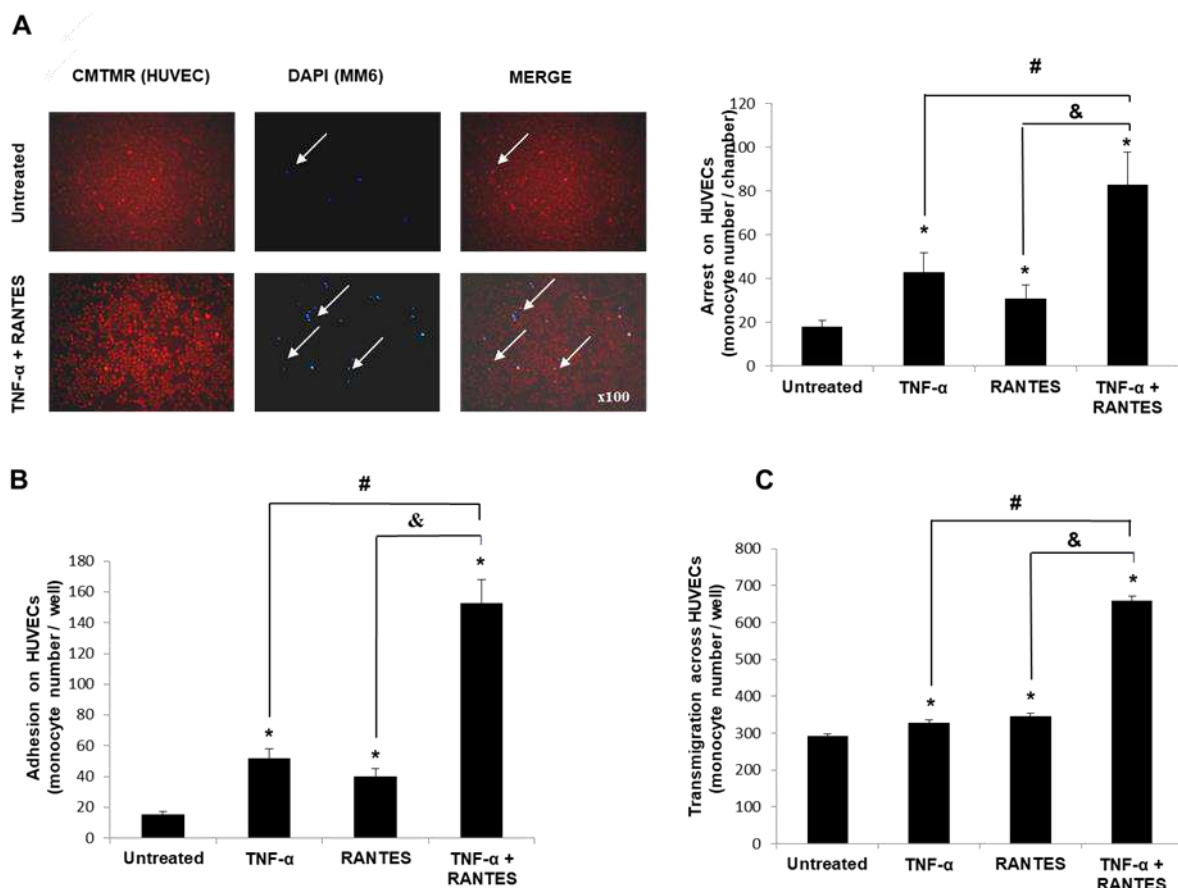 A
CMTMR (HUVEC)
DAPI (MM6)
MERGE
Untreated
TNF-α + RANTES
x100
#
&
*
*
*
Arrest on HUVECs
(monocyte number / chamber)
120
100
80
60
40
20
0
Untreated
TNF-α
RANTES
TNF-α +
RANTES
B
#
&
*
*
*
Adhesion on HUVECs
(monocyte number / well)
180
160
140
120
100
80
60
40
20
0
Untreated
TNF-α
RANTES
TNF-α +
RANTES
C
#
&
*
*
*
Transmigration across HUVECs
(monocyte number / well)
800
700
600
500
400
300
200
100
0
Untreated
TNF-α
RANTES
TNF-α +
RANTES